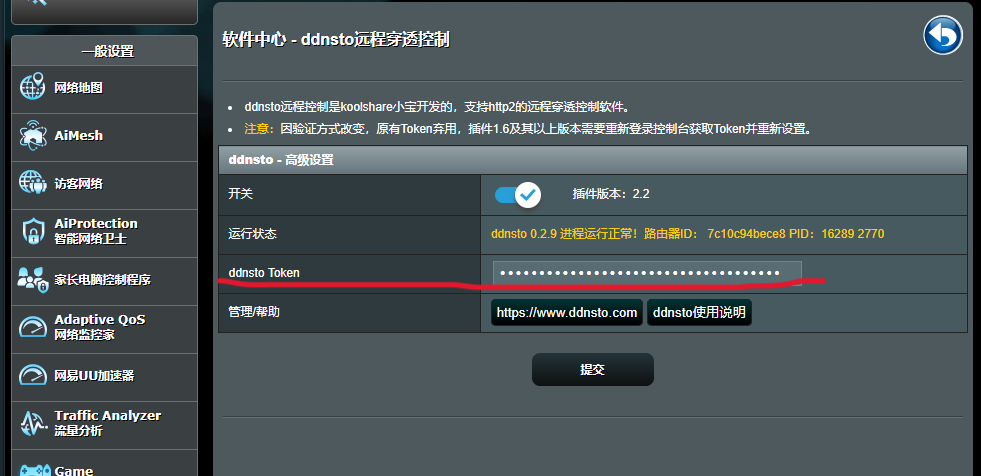 一般设置
网络地图
AiMesh
访客网络
AiProtection
智能网络卫士
家长电脑控制程序
Adaptive QoS
网络监控家
网易UU加速器
Traffic Analyzer
流量分析
Game
软件中心 - ddnsto远程穿透控制
ddnsto远程控制是koolshare小宝开发的，支持http2的远程穿透控制软件。
注意：因验证方式改变，原有Token弃用，插件1.6及其以上版本需要重新登录控制台获取Token并重新设置。
ddnsto - 高级设置
开关 插件版本：2.2
运行状态 ddnsto 0.2.9 进程运行正常！路由器ID： 7c10c94bece8 PID：16289 2770
ddnsto Token
管理/帮助 https://www.ddnsto.com ddnsto使用说明
提交